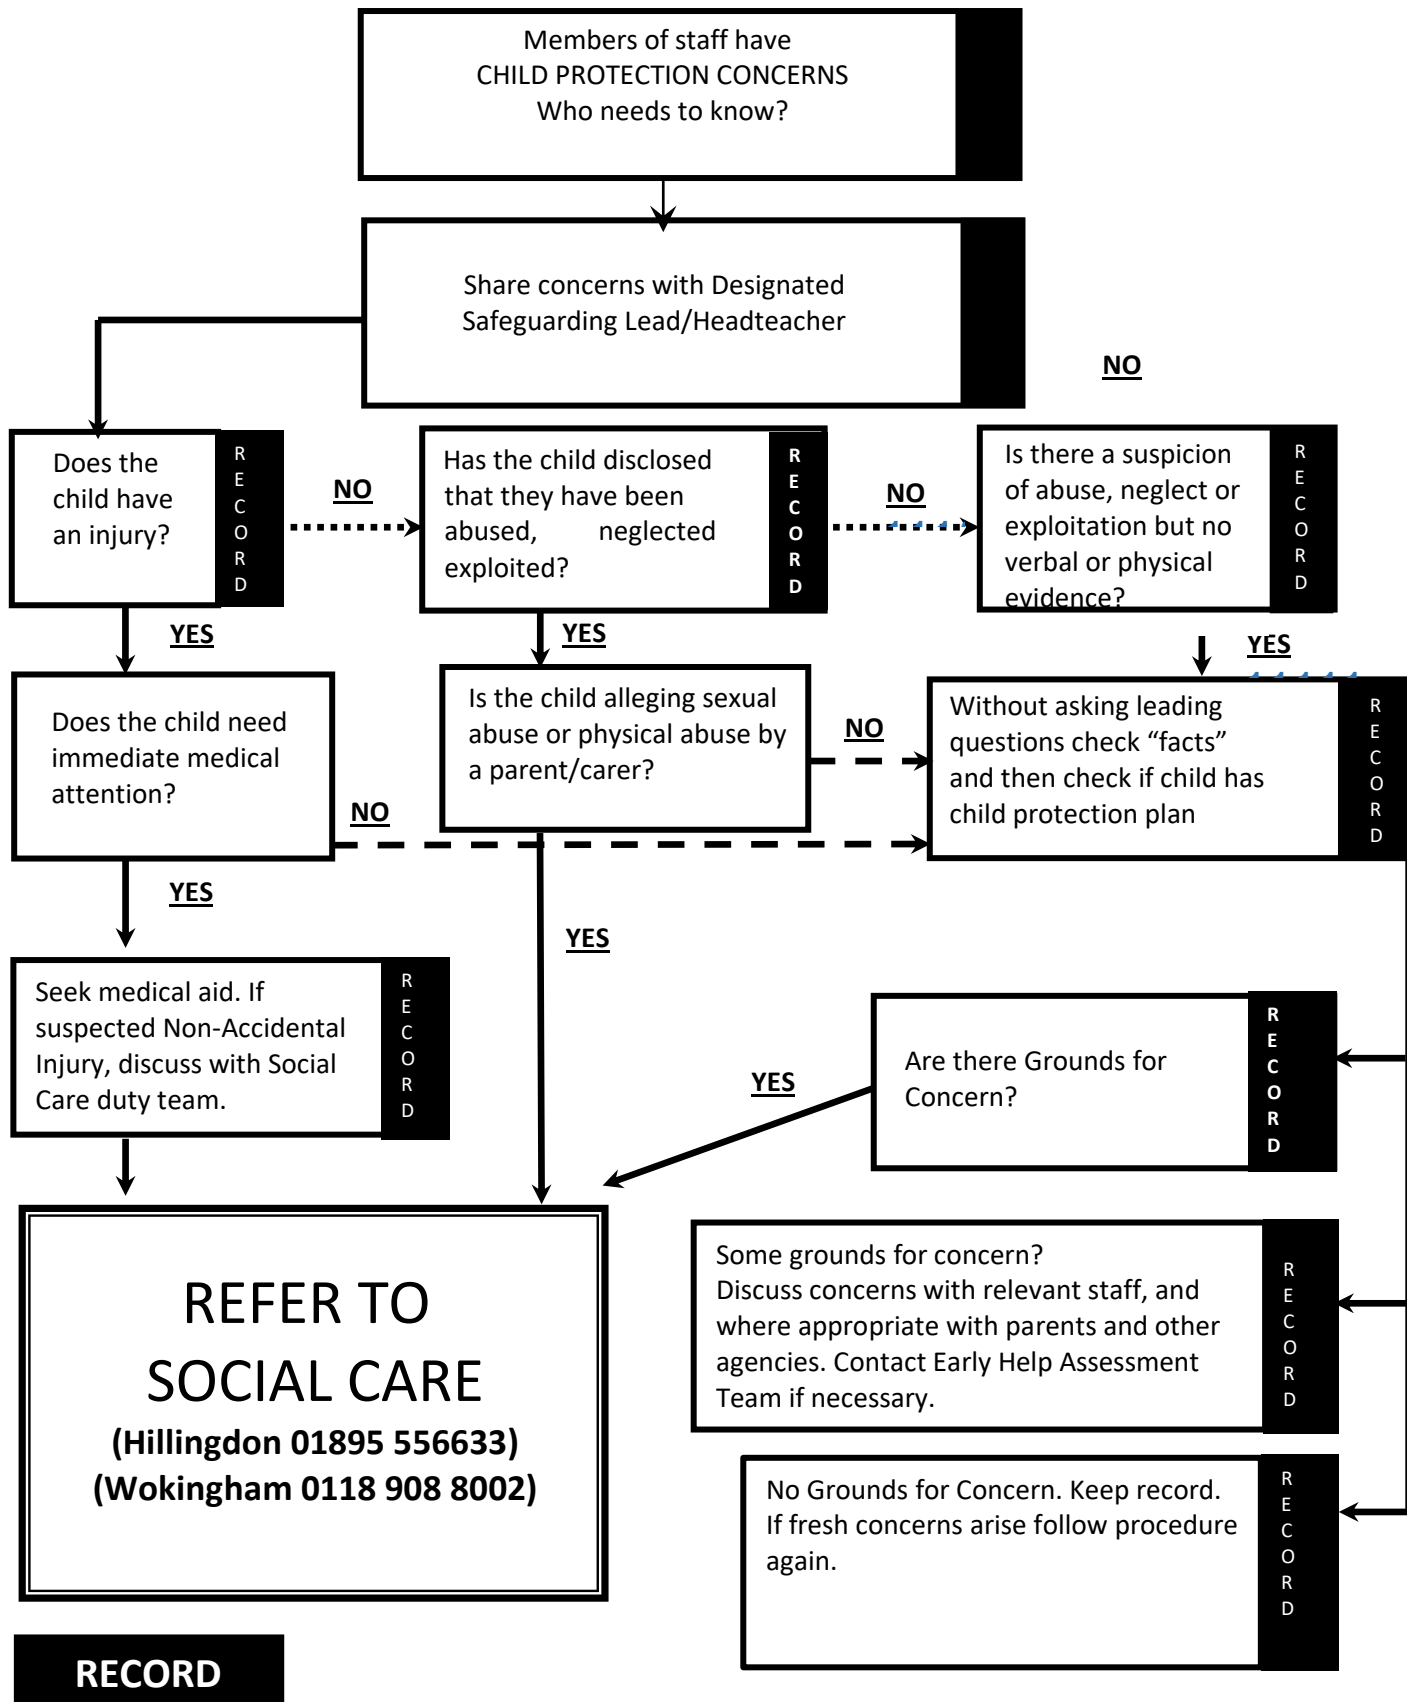 Members of staff have
CHILD PROTECTION CONCERNS
Who needs to know?
Share concerns with Designated
Safeguarding Lead/Headteacher
NO
Does the
child have
an injury?
RECORD
NO
Has the child disclosed
that they have been
abused, neglected
exploited?
RECORD
NO
Is there a suspicion
of abuse, neglect or
exploitation but no
verbal or physical
evidence?
RECORD
YES
YES
YES
Does the child need
immediate medical
attention?
NO
Is the child alleging sexual
abuse or physical abuse by
a parent/carer?
NO
Without asking leading
questions check “facts”
and then check if child has
child protection plan
RECORD
YES
YES
Seek medical aid. If
suspected Non-Accidental
Injury, discuss with Social
Care duty team.
RECORD
Are there Grounds for
Concern?
RECORD
YES
REFER TO
SOCIAL CARE
(Hillingdon 01895 556633)
(Wokingham 0118 908 8002)
Some grounds for concern?
Discuss concerns with relevant staff, and
where appropriate with parents and other
agencies. Contact Early Help Assessment
Team if necessary.
RECORD
No Grounds for Concern. Keep record.
If fresh concerns arise follow procedure
again.
RECORD
RECORD